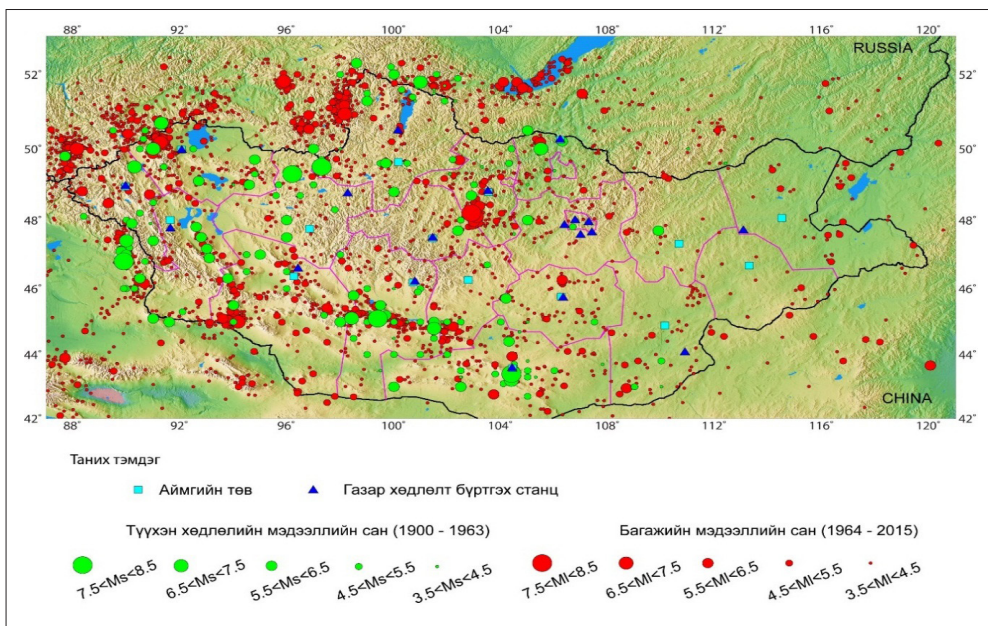 88° 92° 96° 100° 104° 108° 112° 116° 120°
RUSSIA
52° 52°
50° 50°
48° 48°
46° 46°
44° 44°
CHINA
42° 42°
88° 92° 96° 100° 104° 108° 112° 116° 120°
Таних тэмдэг
Аймгийн төв Газар хөдлөлт бүртгэх станц
Түүхэн хөдлөлийн мэдээллийн сан (1900 - 1963) Багажийн мэдээллийн сан (1964 - 2015)
7.5<Ms<8.5 6.5<Ms<7.5 5.5<Ms<6.5 4.5<Ms<5.5 3.5<Ms<4.5 7.5<Ml<8.5 6.5<Ml<7.5 5.5<Ml<6.5 4.5<Ml<5.5 3.5<Ml<4.5